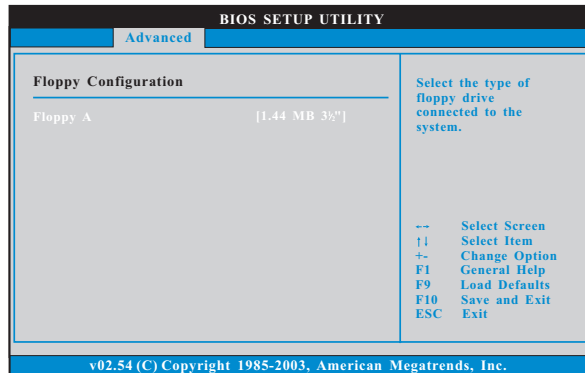 BIOS SETUP UTILITY
Advanced
Floppy Configuration
Floppy A [1.44 MB 3½"]
Select the type of
floppy drive
connected to the
system.
←→ Select Screen
↑↓ Select Item
+- Change Option
F1 General Help
F9 Load Defaults
F10 Save and Exit
ESC Exit
v02.54 (C) Copyright 1985-2003, American Megatrends, Inc.